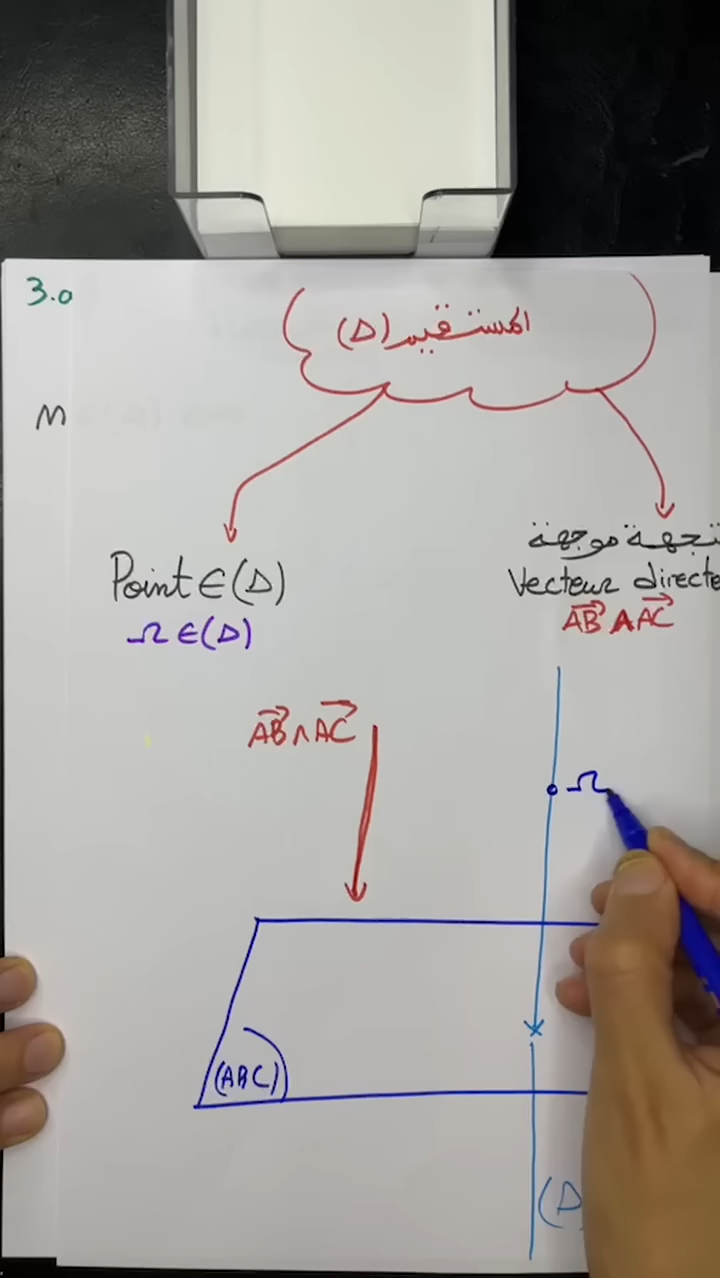 3.0
المستقيم (Δ)
M
Point ∈ (Δ)
Ω ∈ (Δ)
متجهة موجهة
Vecteur directe
AB⃗ ∧ AC⃗
AB⃗ ∧ AC⃗
Ω
(ABC)
(Δ